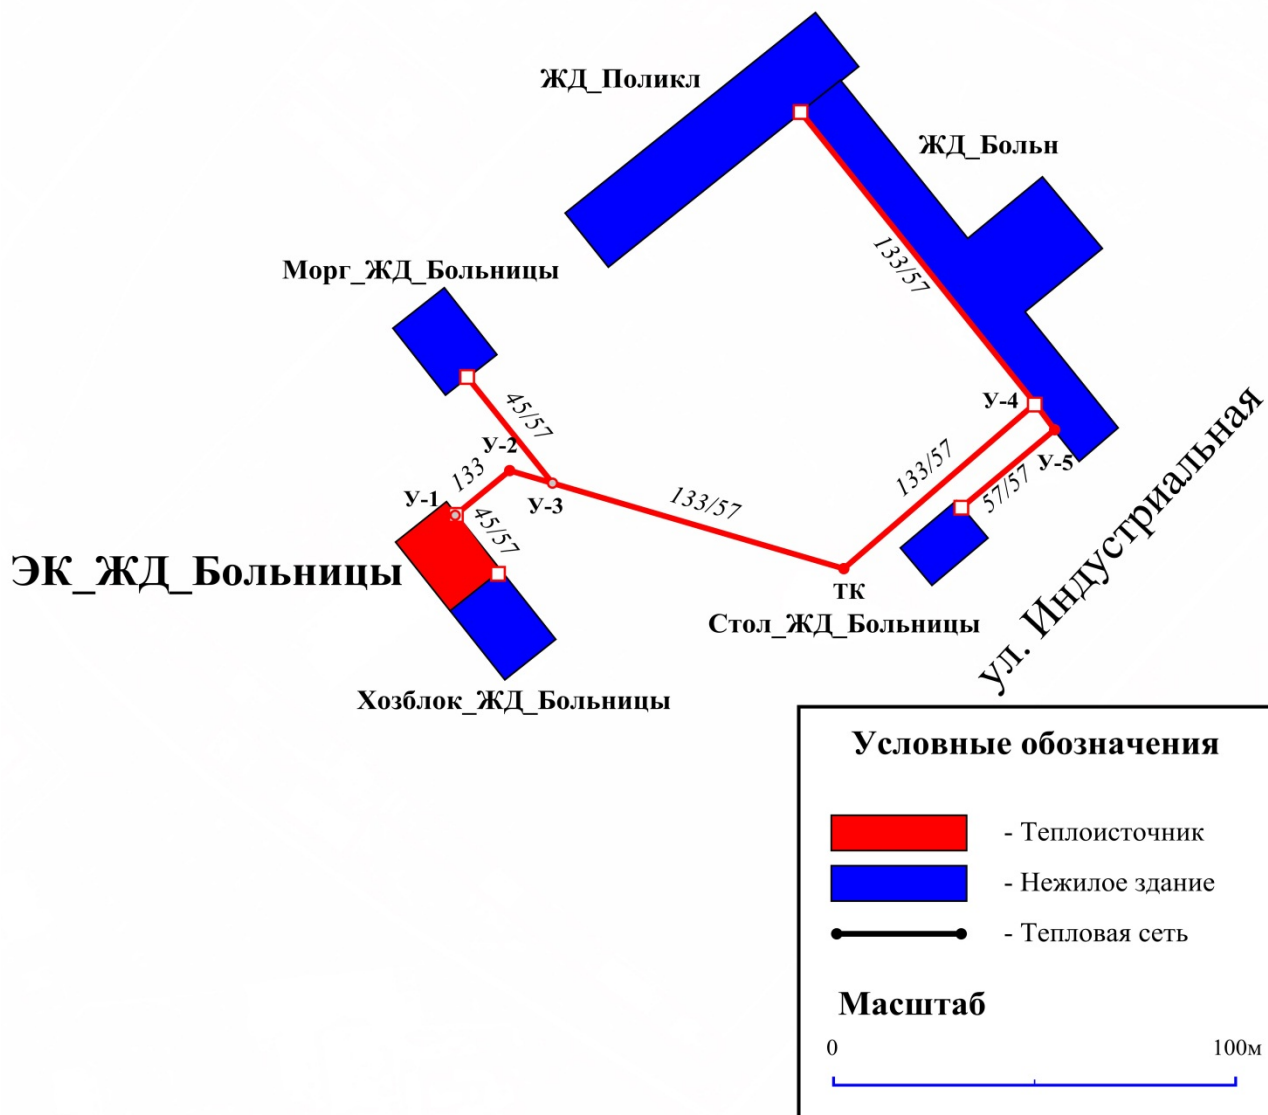 ЖД_Поликл
ЖД_Больн
133/57
Морг_ЖД_Больницы
45/57
У-4
У-2
133
133/57
У-5
У-1
45/57
У-3
133/57
57/57
ЭК_ЖД_Больницы
ТК
Стол_ЖД_Больницы
ул. Индустриальная
Хозблок_ЖД_Больницы
Условные обозначения
- Теплоисточник
- Нежилое здание
- Тепловая сеть
Масштаб
0 100м